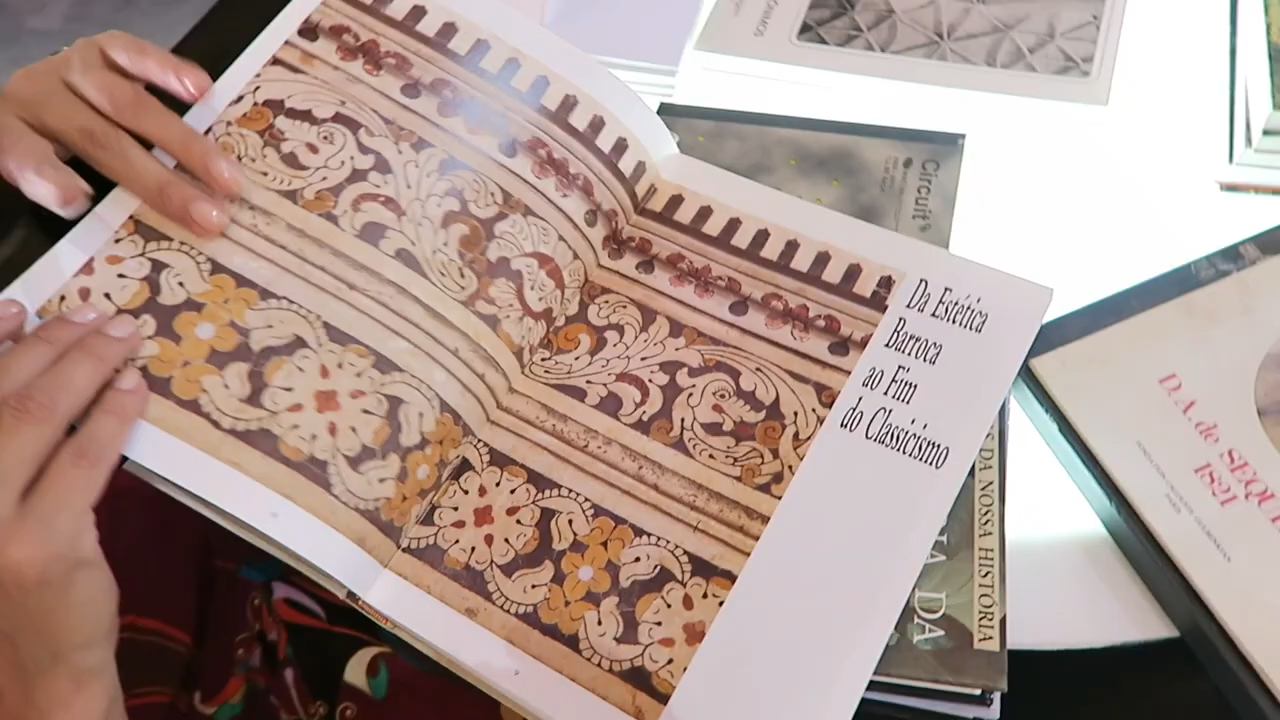 Da Estética
Barroca
ao Fim
do Classicismo
Circuit
DA NOSSA HISTÓRIA
DA
D. A. de SEQU
1821